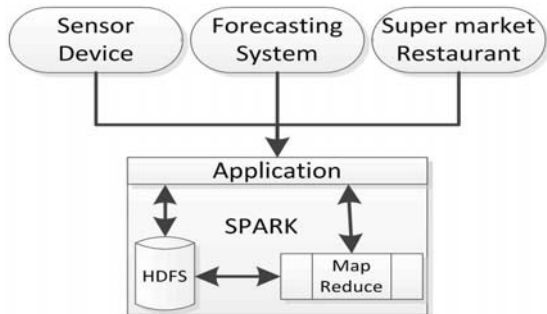 Sensor
Device
Forecasting
System
Super market
Restaurant
Application
SPARK
HDFS
Map
Reduce